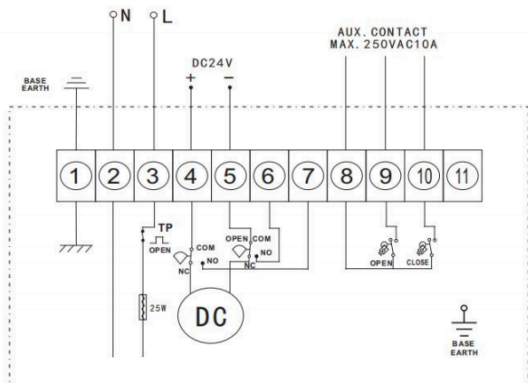 N L
AUX. CONTACT
MAX. 250VAC10A
DC24V
+ −
BASE
EARTH
1 2 3 4 5 6 7 8 9 10 11
TP
OPEN
COM
NO
NC
OPEN COM
NO
NC
OPEN
CLOSE
25W
DC
BASE
EARTH